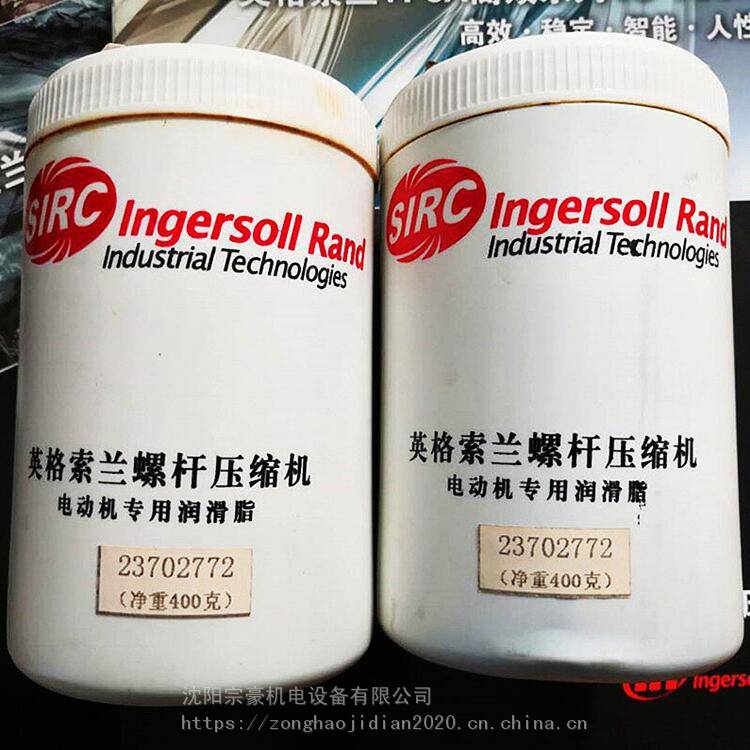 高效·稳定·智能·人性
SIRC
Ingersoll Rand
Industrial Technologies
英格索兰螺杆压缩机
电动机专用润滑脂
23702772
(净重400克)
SIRC
Ingersoll Rand
Industrial Technologies
英格索兰螺杆压缩机
电动机专用润滑脂
23702772
(净重400克)
Ingerso
沈阳宗豪机电设备有限公司
https://zonghaojidian2020.cn.china.cn